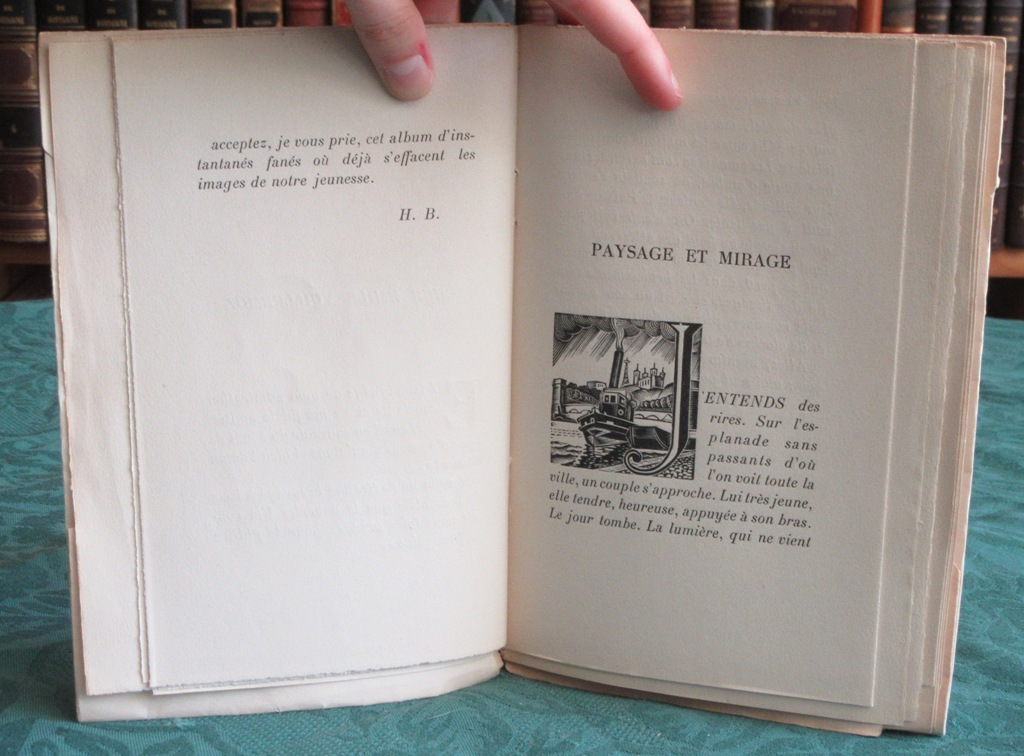 acceptez, je vous prie, cet album d'ins-
tantanés fanés où déjà s'effacent les
images de notre jeunesse.
H. B.
PAYSAGE ET MIRAGE
J'ENTENDS des
rires. Sur l'es-
planade sans
passants d'où
l'on voit toute la
ville, un couple s'approche. Lui très jeune,
elle tendre, heureuse, appuyée à son bras.
Le jour tombe. La lumière, qui ne vient